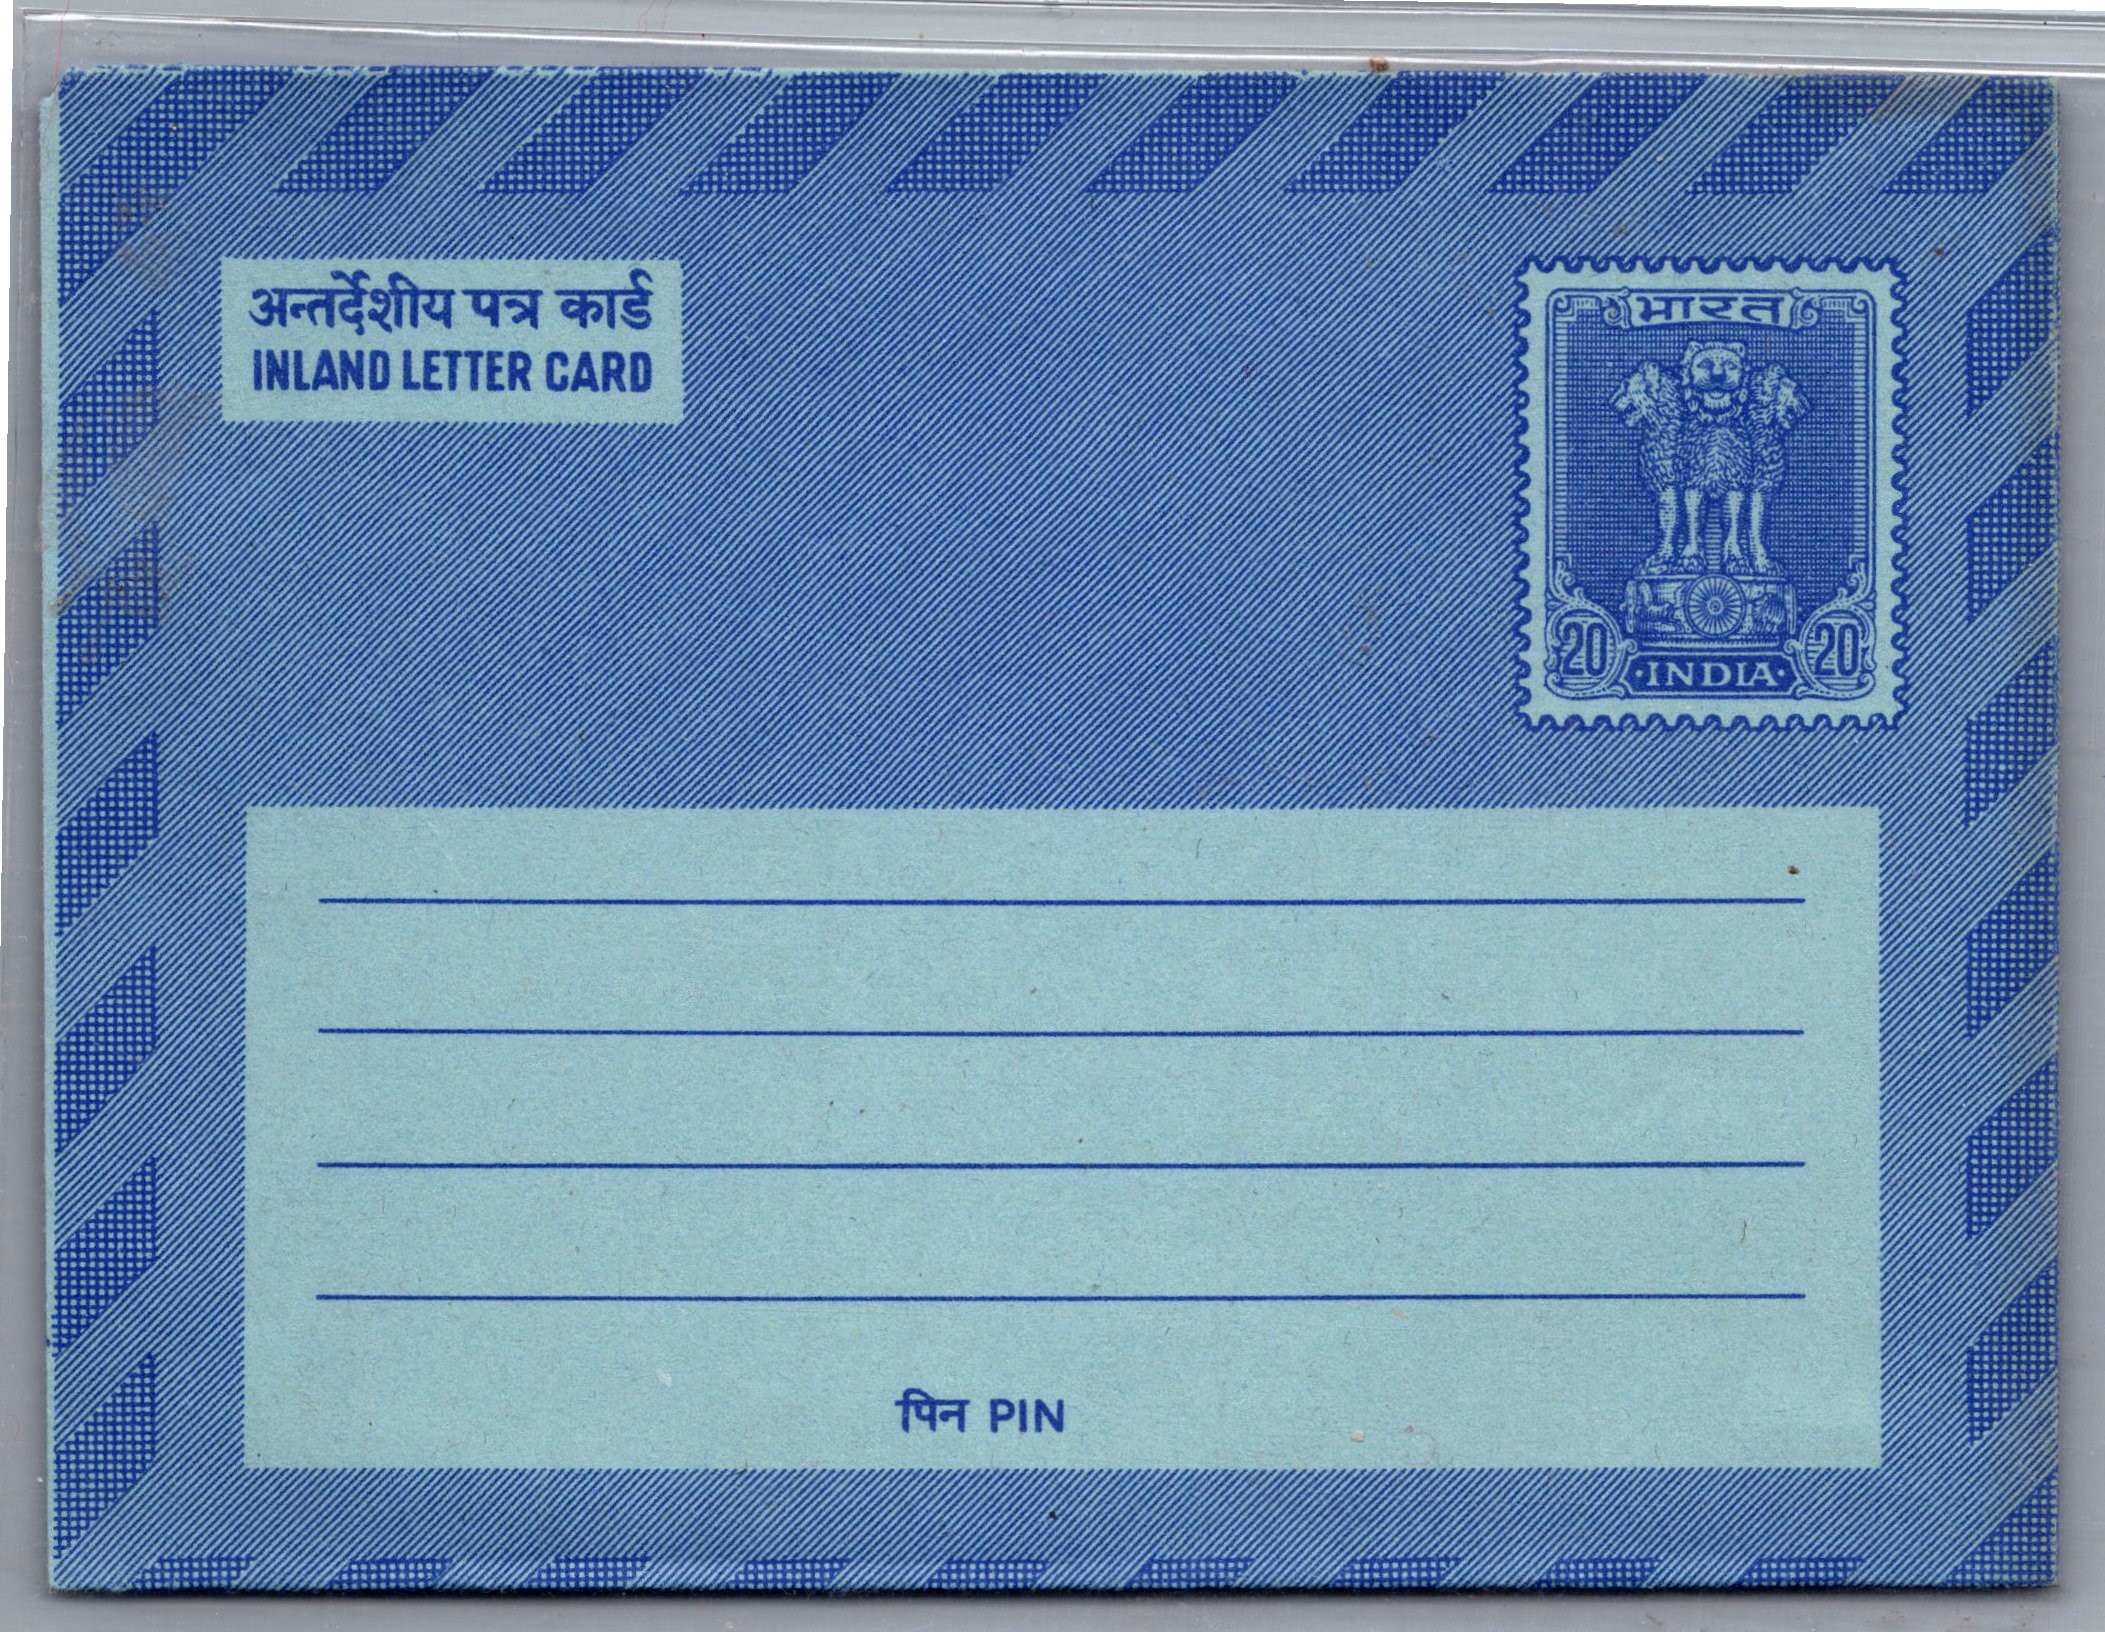 अन्तर्देशीय पत्र कार्ड
INLAND LETTER CARD
भारत
20 20
·INDIA·
पिन PIN